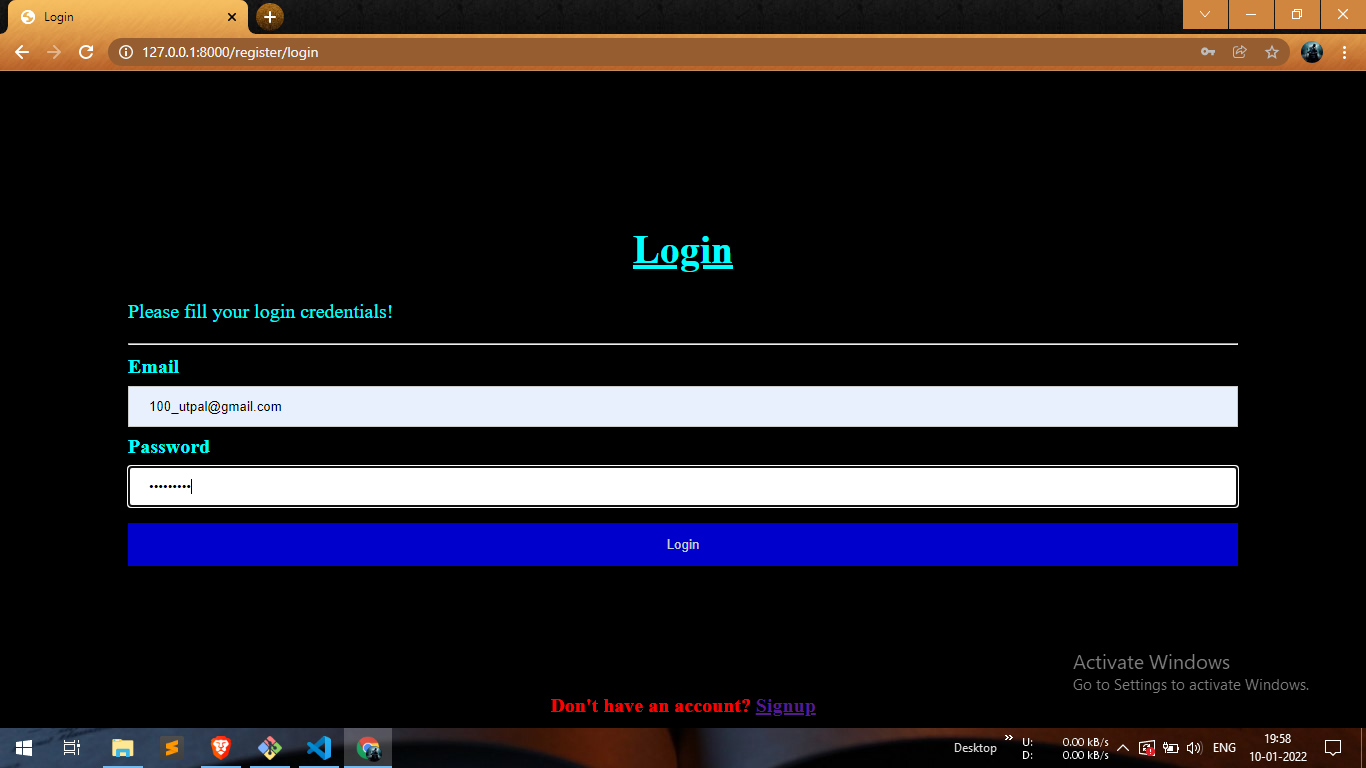 Login
127.0.0.1:8000/register/login
Login
Please fill your login credentials!
Email
100_utpal@gmail.com
Password
•••••••••
Login
Activate Windows
Go to Settings to activate Windows.
Don't have an account? Signup
Desktop » U: 0.00 kB/s
D: 0.00 kB/s
ENG
19:58
10-01-2022